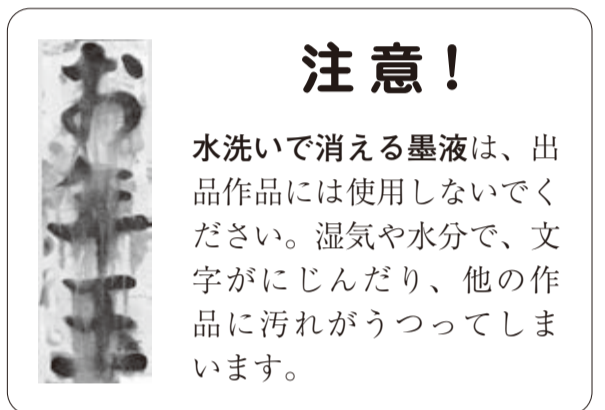 注意！
水洗いで消える墨液は、出
品作品には使用しないでく
ださい。湿気や水分で、文
字がにじんだり、他の作
品に汚れがうつってしま
います。